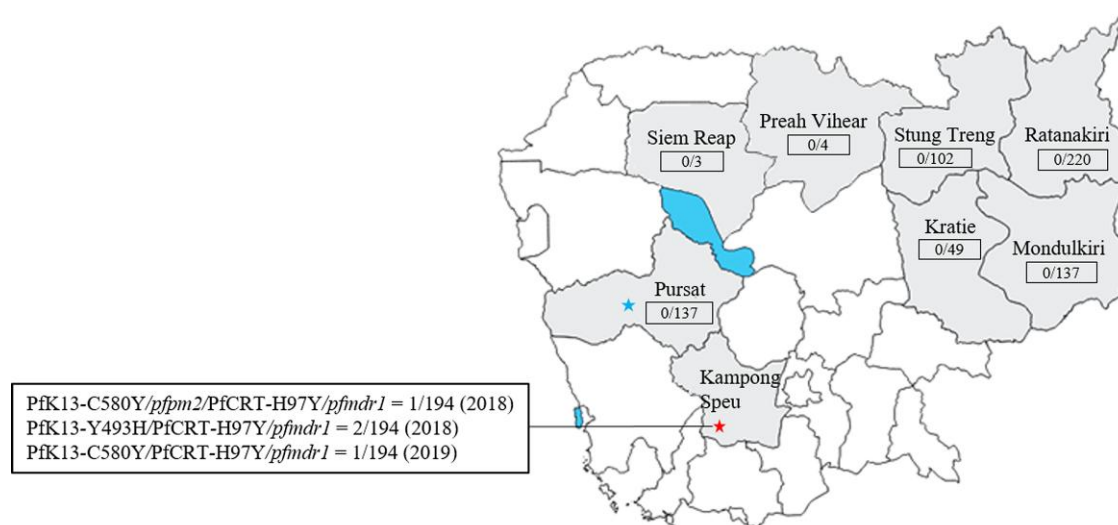 Preah Vihear
0/4
Siem Reap
0/3
Stung Treng
0/102
Ratanakiri
0/220
Kratie
0/49
Mondulkiri
0/137
Pursat
0/137
Kampong
Speu
PfK13-C580Y/pfpm2/PfCRT-H97Y/pfmdr1 = 1/194 (2018)
PfK13-Y493H/PfCRT-H97Y/pfmdr1 = 2/194 (2018)
PfK13-C580Y/PfCRT-H97Y/pfmdr1 = 1/194 (2019)